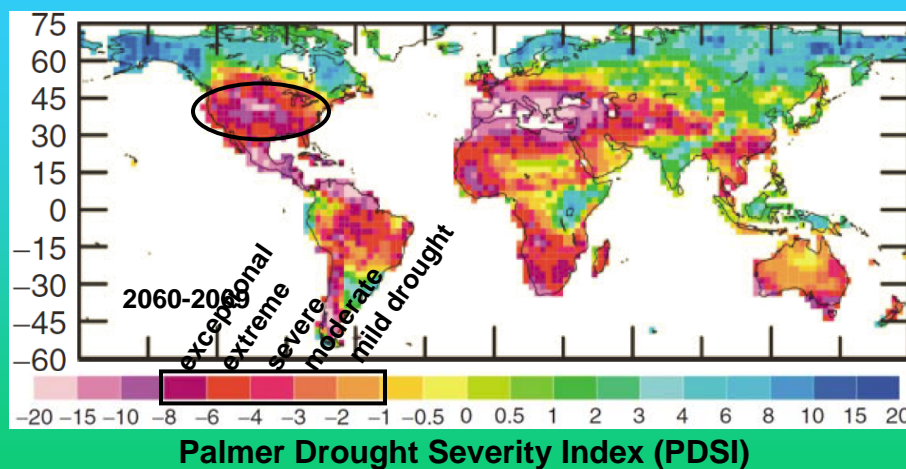 75
60
45
30
15
0
−15
−30
−45
−60
2060-2069
exceptional
extreme
severe
moderate
mild drought
−20 −15 −10 −8 −6 −4 −3 −2 −1 −0.5 0 0.5 1 2 3 6 8 10 15 20
Palmer Drought Severity Index (PDSI)